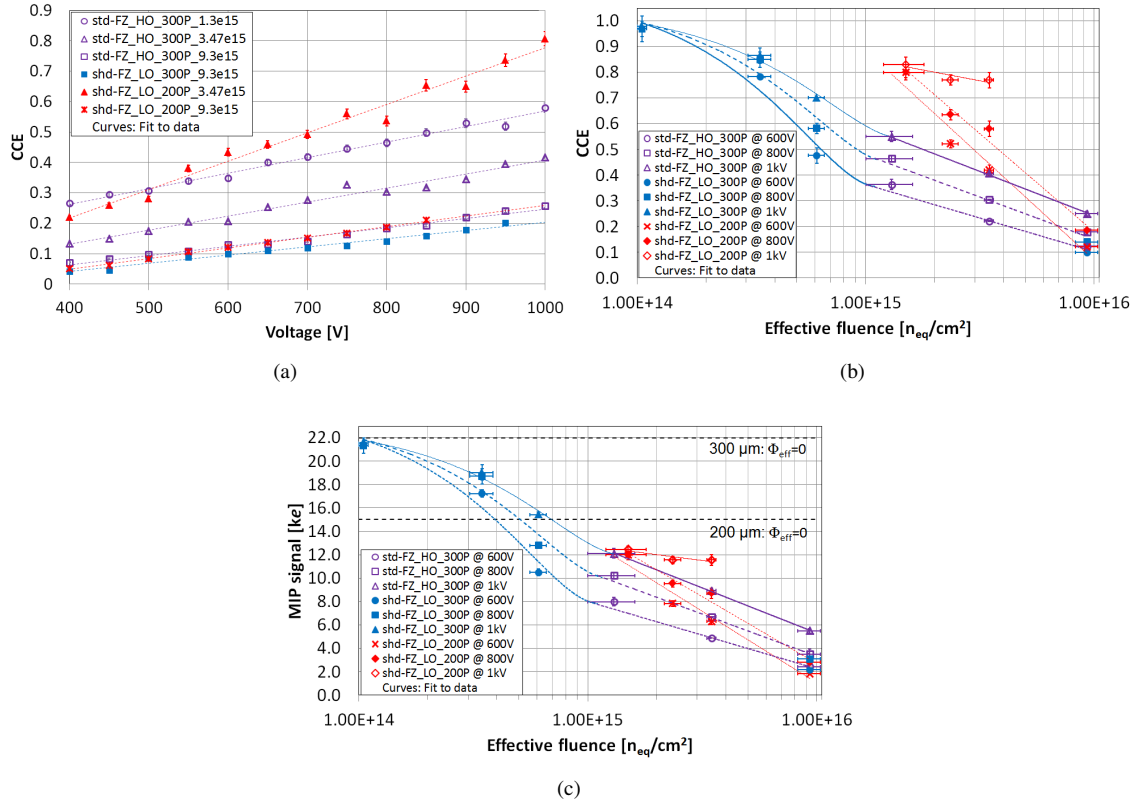 0.9
0.8
0.7
0.6
0.5
0.4
0.3
0.2
0.1
0
CCE
std-FZ_HO_300P_1.3e15
std-FZ_HO_300P_3.47e15
std-FZ_HO_300P_9.3e15
shd-FZ_LO_300P_9.3e15
shd-FZ_LO_200P_3.47e15
shd-FZ_LO_200P_9.3e15
Curves: Fit to data
400 500 600 700 800 900 1000
Voltage [V]
(a)
1.0
0.9
0.8
0.7
0.6
0.5
0.4
0.3
0.2
0.1
0.0
CCE
std-FZ_HO_300P @ 600V
std-FZ_HO_300P @ 800V
std-FZ_HO_300P @ 1kV
shd-FZ_LO_300P @ 600V
shd-FZ_LO_300P @ 800V
shd-FZ_LO_300P @ 1kV
shd-FZ_LO_200P @ 600V
shd-FZ_LO_200P @ 800V
shd-FZ_LO_200P @ 1kV
Curves: Fit to data
1.00E+14 1.00E+15 1.00E+16
Effective fluence [n_eq/cm²]
(b)
22.0
20.0
18.0
16.0
14.0
12.0
10.0
8.0
6.0
4.0
2.0
0.0
MIP signal [ke]
300 μm: Φ_eff=0
200 μm: Φ_eff=0
std-FZ_HO_300P @ 600V
std-FZ_HO_300P @ 800V
std-FZ_HO_300P @ 1kV
shd-FZ_LO_300P @ 600V
shd-FZ_LO_300P @ 800V
shd-FZ_LO_300P @ 1kV
shd-FZ_LO_200P @ 600V
shd-FZ_LO_200P @ 800V
shd-FZ_LO_200P @ 1kV
Curves: Fit to data
1.00E+14 1.00E+15 1.00E+16
Effective fluence [n_eq/cm²]
(c)